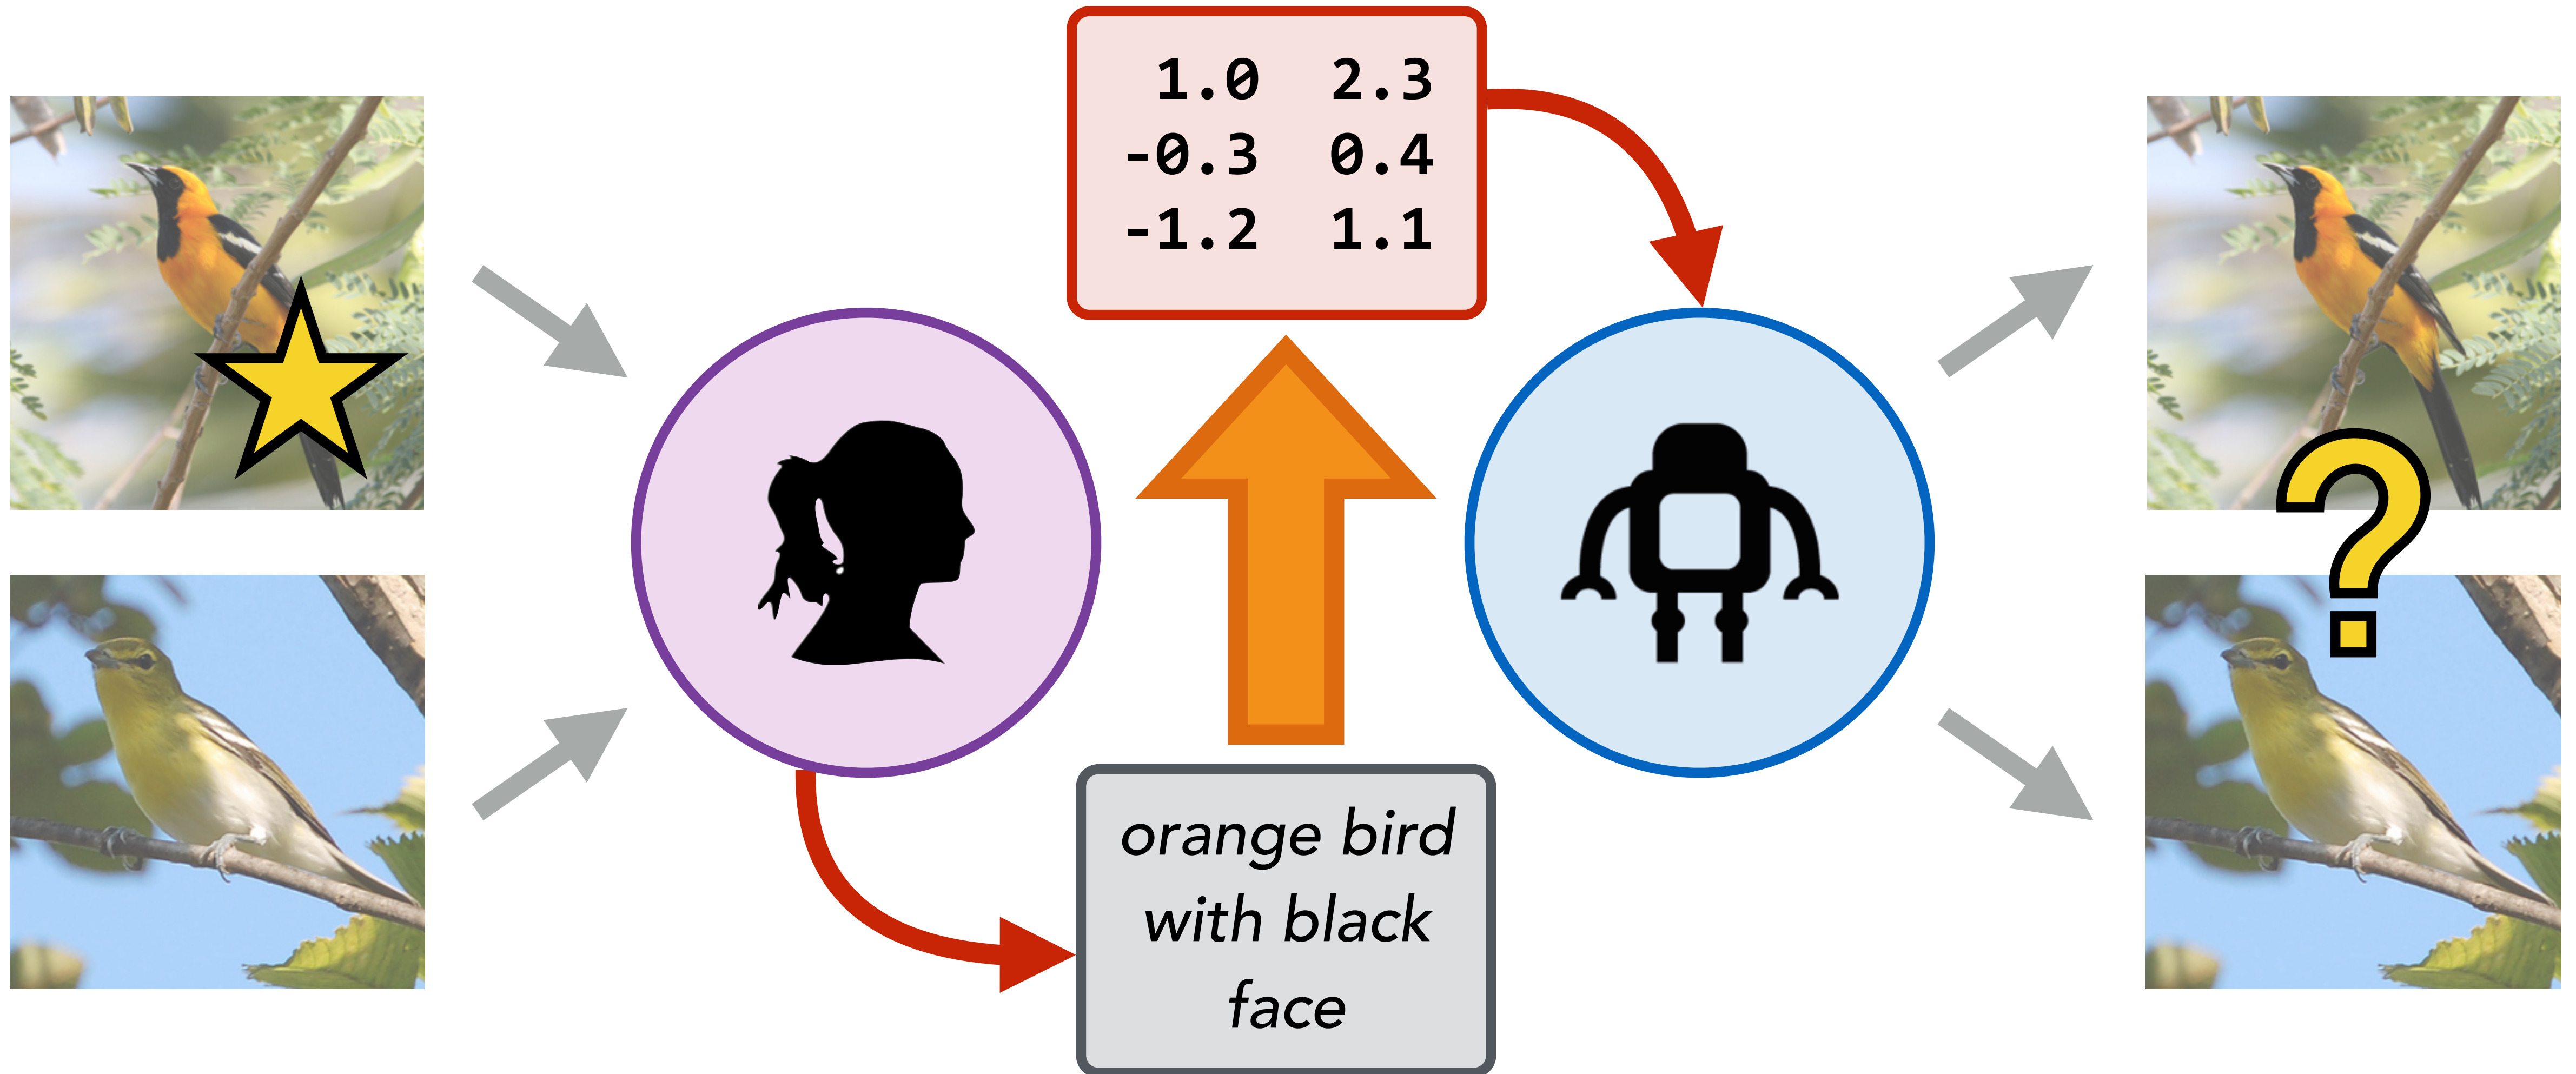 1.0 2.3
-0.3 0.4
-1.2 1.1
?
orange bird
with black
face